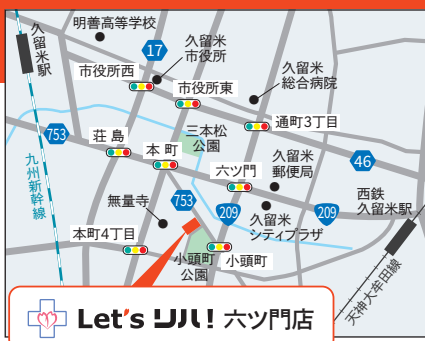 明善高等学校
久留米駅
17
久留米
市役所
市役所西
市役所東
久留米
総合病院
753
荘島
本町
三本松
公園
通町3丁目
六ツ門
久留米
郵便局
46
九州新幹線
無量寺
753
209
久留米
シティプラザ
209
西鉄
久留米駅
本町4丁目
小頭町
公園
小頭町
天神大牟田線
Let'sリハ! 六ツ門店